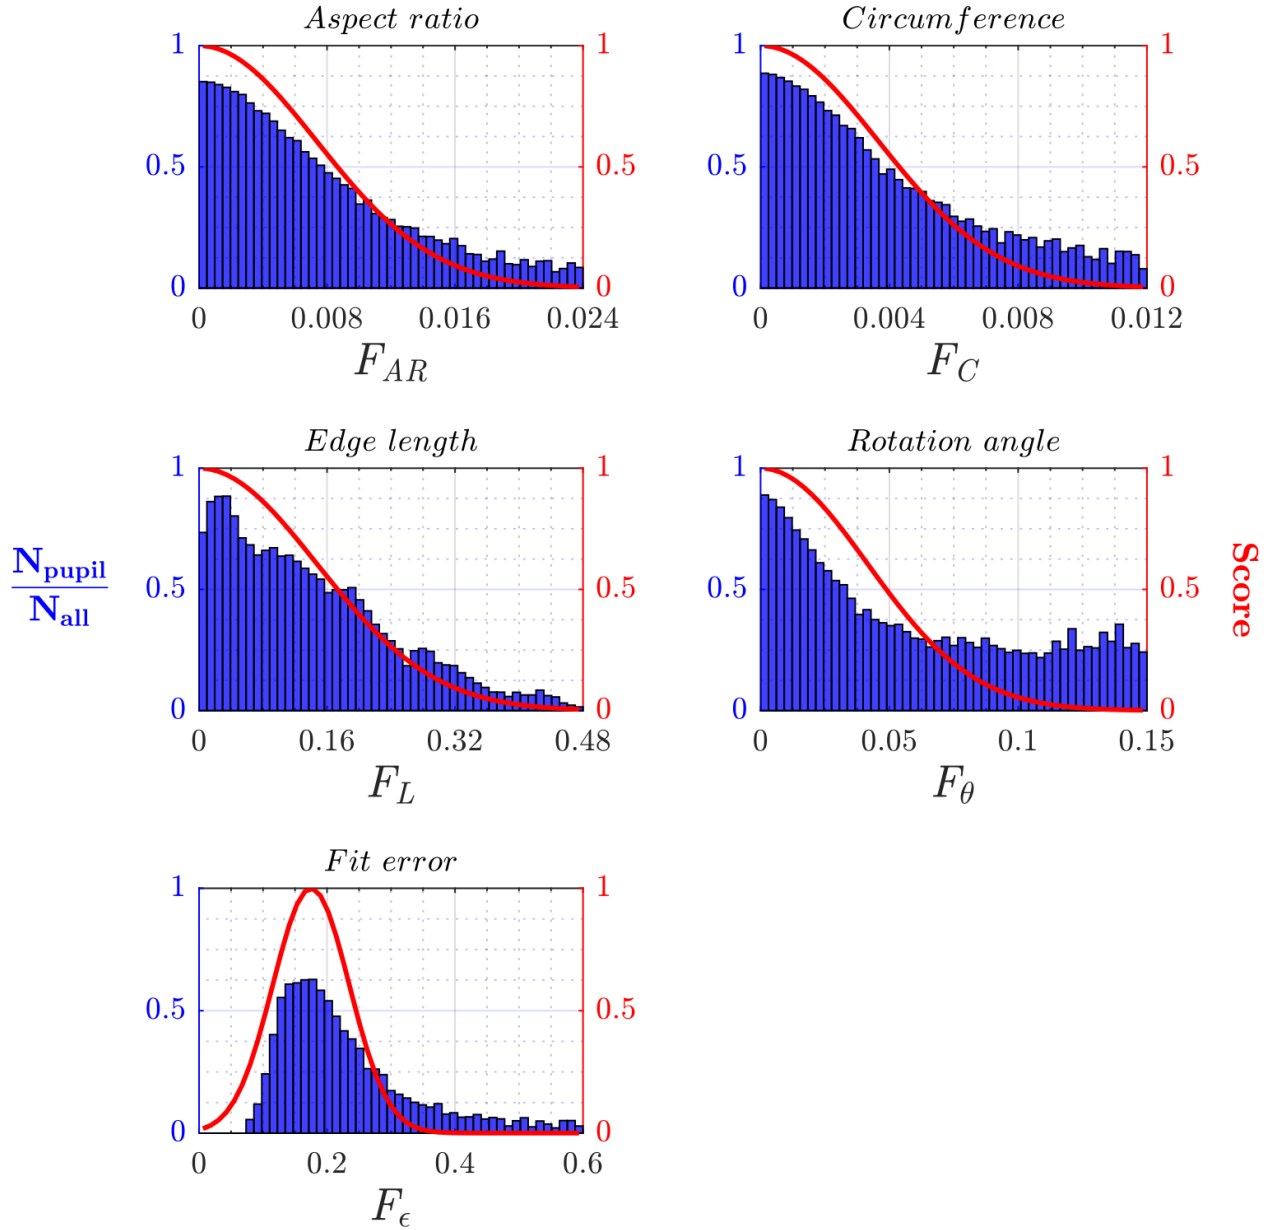 Aspect ratio
1 1
0.5 0.5
0 0
0 0.008 0.016 0.024
F_AR
Circumference
1 1
0.5 0.5
0 0
0 0.004 0.008 0.012
F_C
N_pupil
N_all
Edge length
1 1
0.5 0.5
0 0
0 0.16 0.32 0.48
F_L
Rotation angle
1 1
0.5 0.5
0 0
0 0.05 0.1 0.15
F_θ
Score
Fit error
1 1
0.5 0.5
0 0
0 0.2 0.4 0.6
F_ϵ